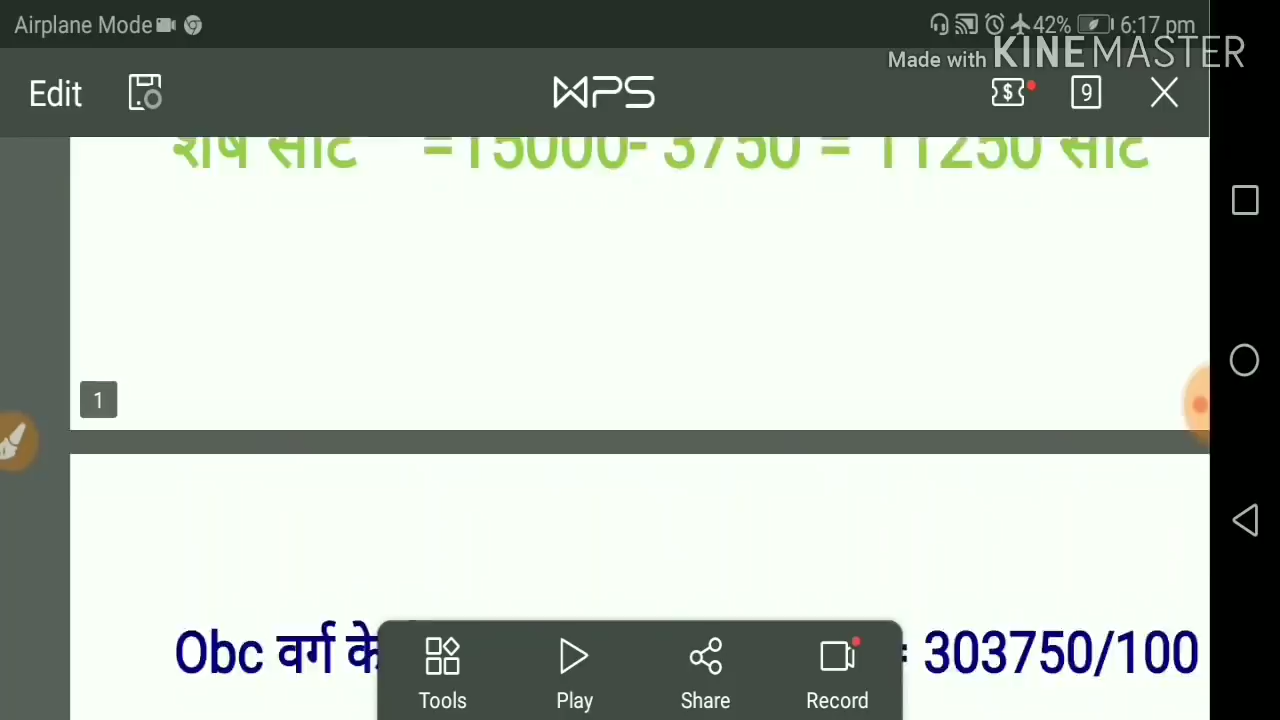 Airplane Mode 42% 6:17 pm
Made with KINEMASTER
Edit WPS $ 9
शेष सीट =15000- 3750 = 11250 सीट
1
Obc वर्ग के = 303750/100
Tools Play Share Record